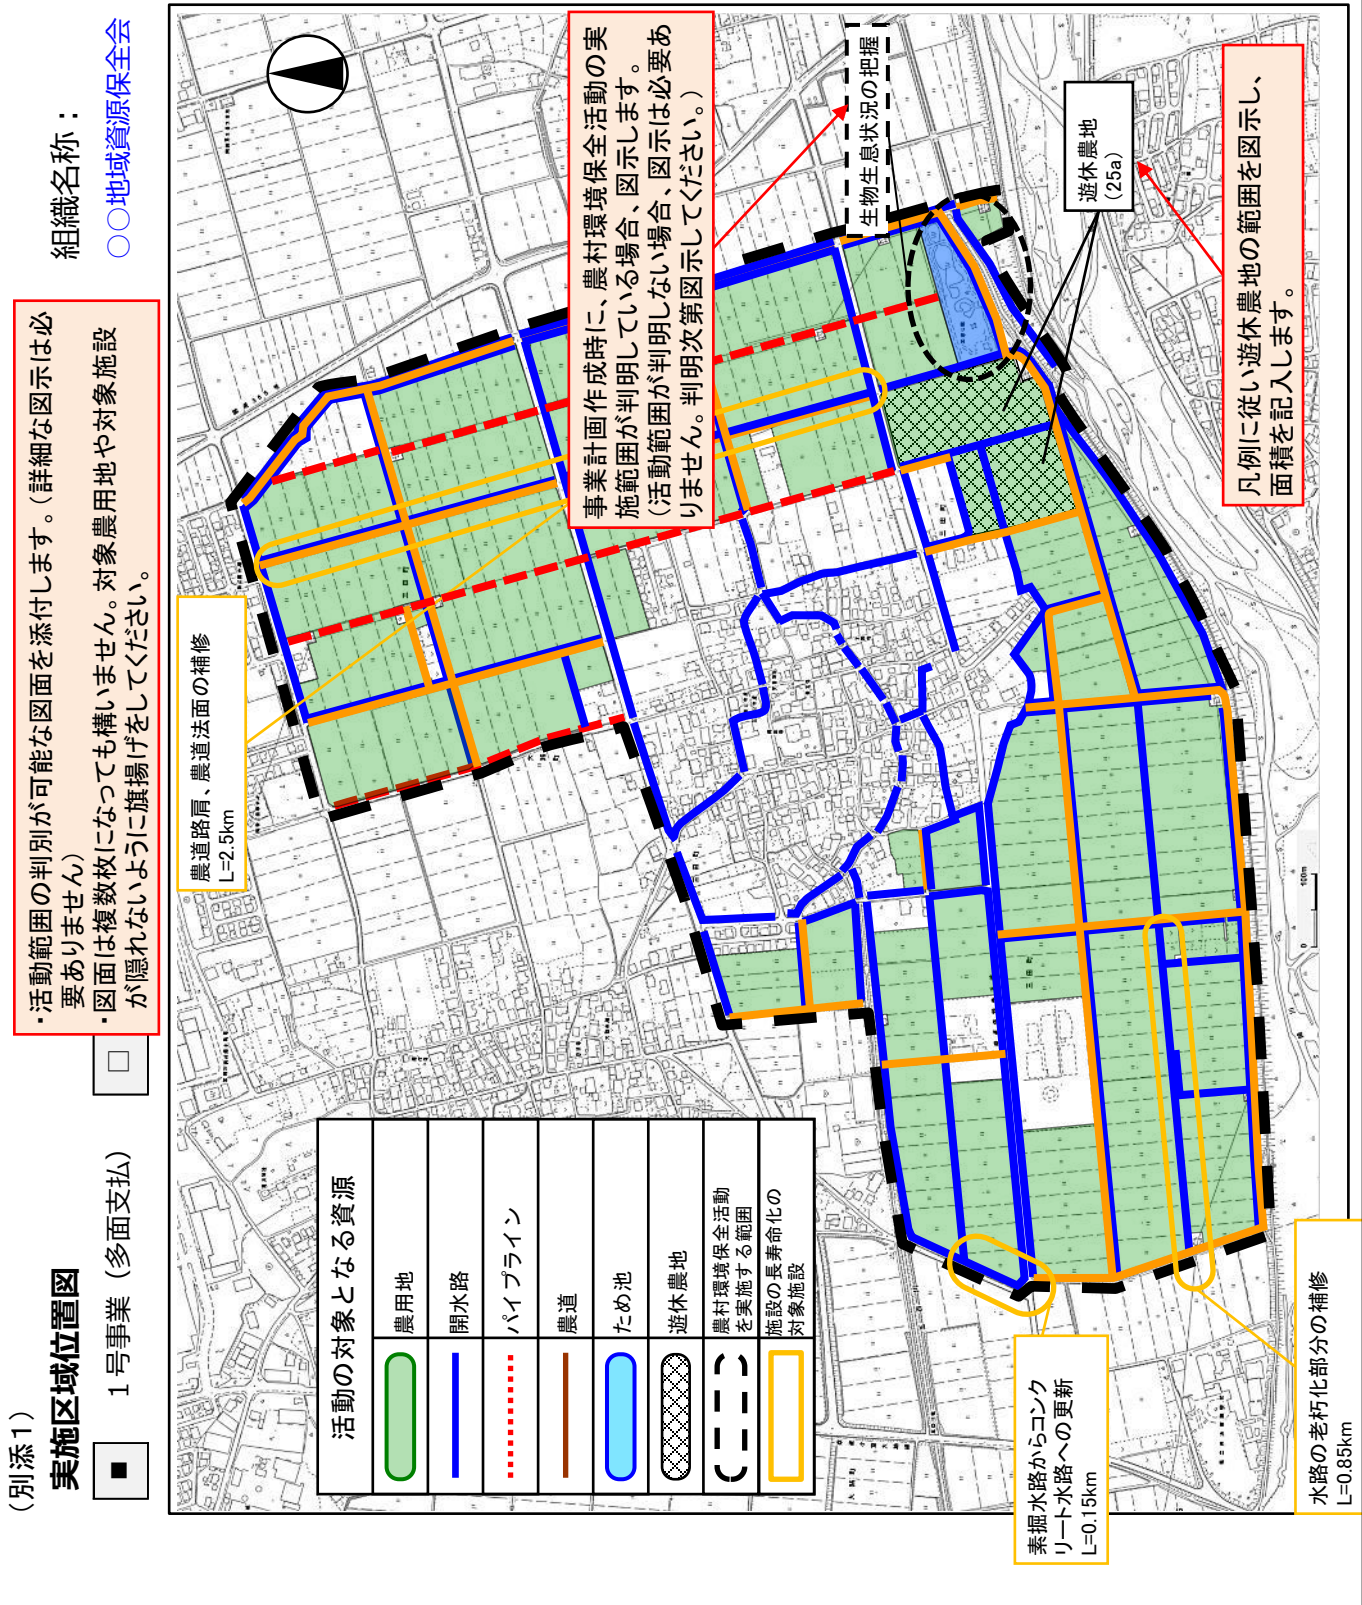 （別添１）
実施区域位置図
■
１号事業（多面支払）
□
・活動範囲の判別が可能な図面を添付します。（詳細な図示は必
要ありません）
・図面は複数枚になっても構いません。対象農用地や対象施設
が隠れないように旗揚げをしてください。
組織名称：
○○地域資源保全会
農道路肩、農道法面の補修
L=2.5km
事業計画作成時に、農村環境保全活動の実
施範囲が判明している場合、図示します。
（活動範囲が判明しない場合、図示は必要あ
りません。判明次第図示してください。）
生物生息状況の把握
遊休農地
（25a）
凡例に従い遊休農地の範囲を図示し、
面積を記入します。
活動の対象となる資源
農用地
開水路
パイプライン
農道
ため池
遊休農地
農村環境保全活動
を実施する範囲
施設の長寿命化の
対象施設
素掘水路からコンク
リート水路への更新
L=0.15km
水路の老朽化部分の補修
L=0.85km
0
100m